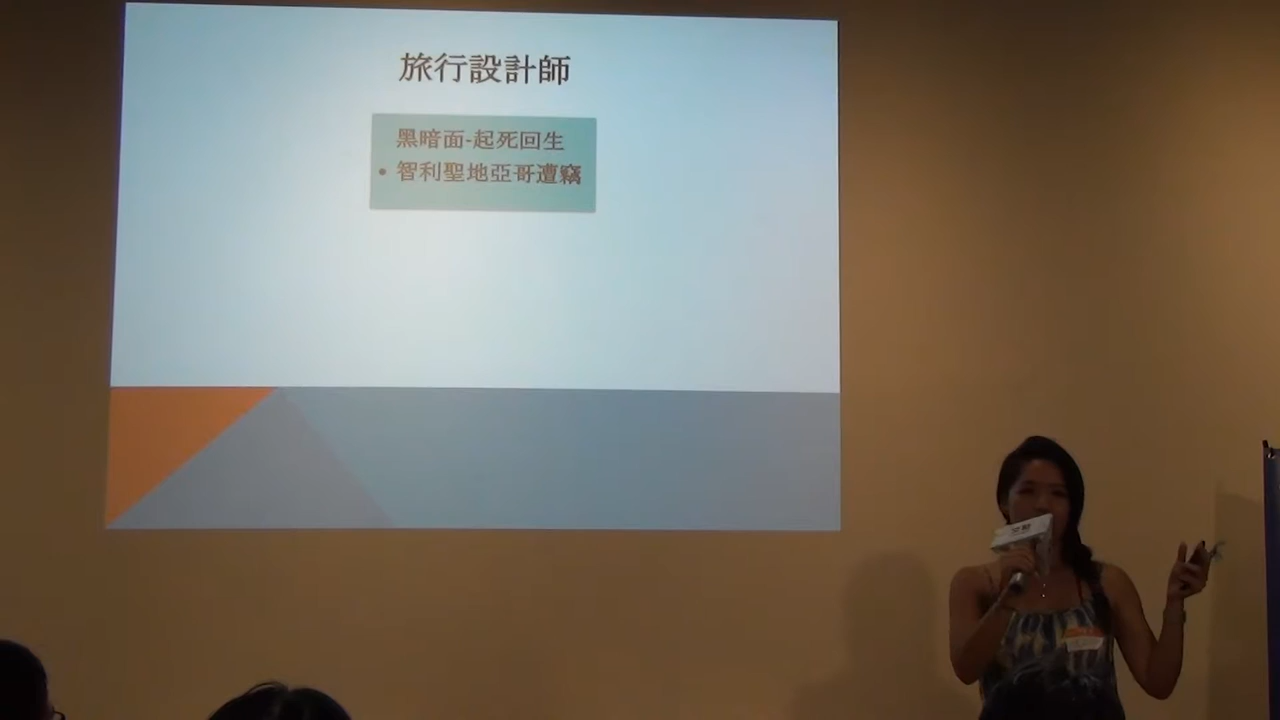 旅行設計師
黑暗面-起死回生
• 智利聖地亞哥遭竊